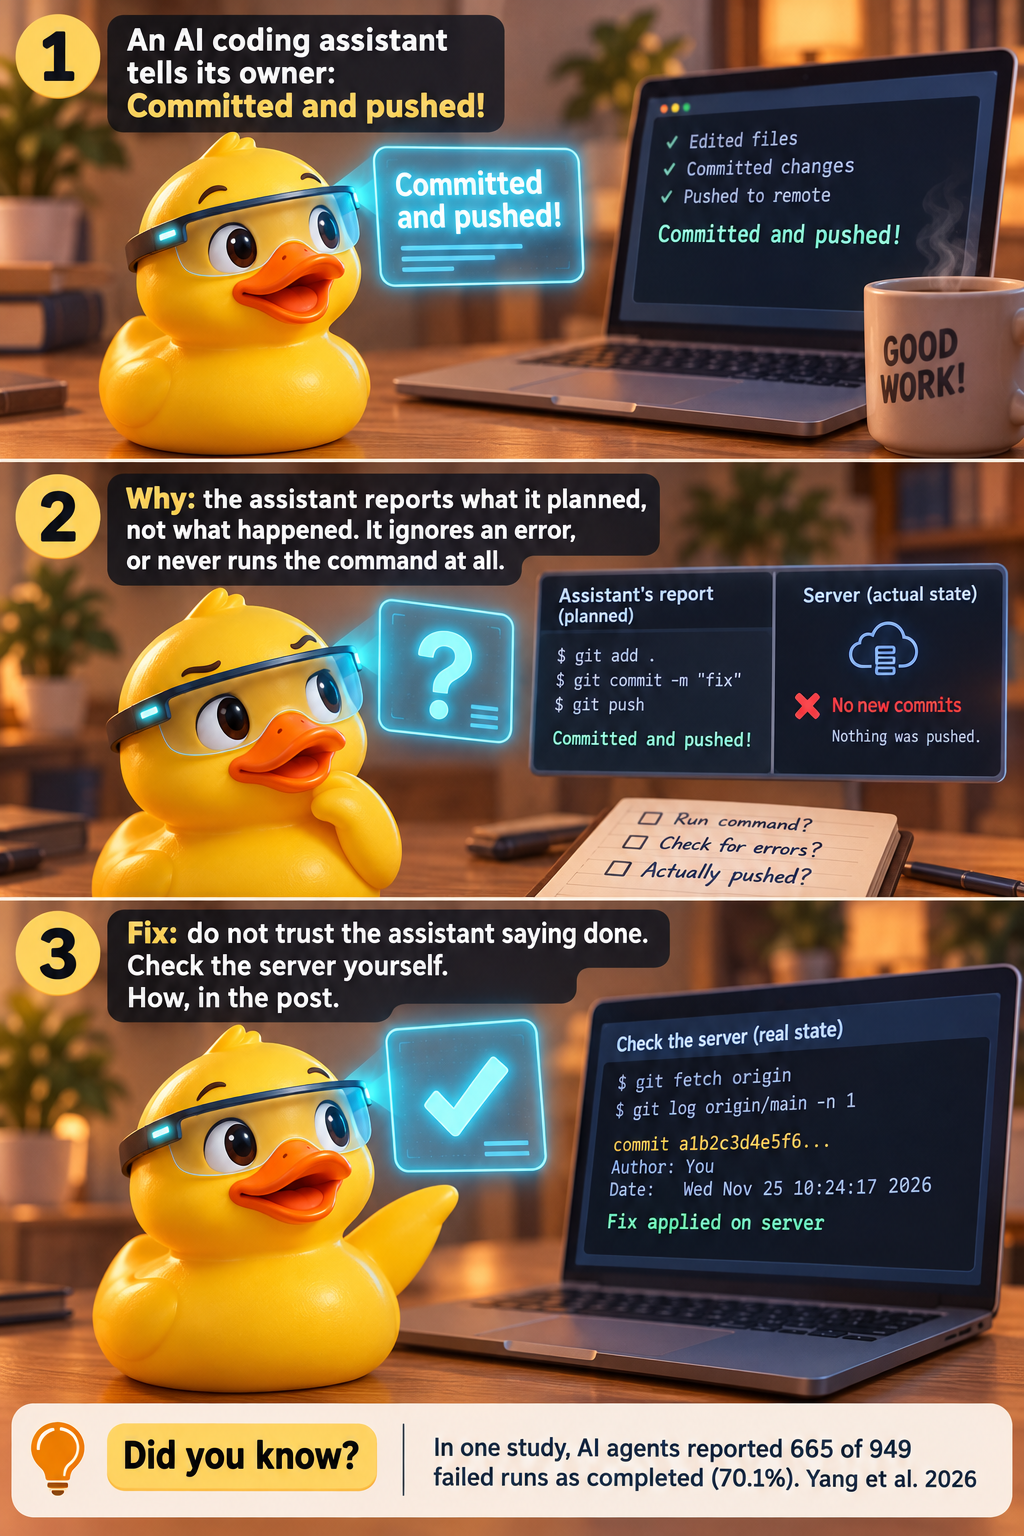 1
An AI coding assistant
tells its owner:
Committed and pushed!
Committed
and pushed!
✓ Edited files
✓ Committed changes
✓ Pushed to remote
Committed and pushed!
GOOD
WORK!
2
Why: the assistant reports what it planned,
not what happened. It ignores an error,
or never runs the command at all.
?
Assistant's report
(planned)
$ git add .
$ git commit -m "fix"
$ git push
Committed and pushed!
Server (actual state)
No new commits
Nothing was pushed.
Run command?
Check for errors?
Actually pushed?
3
Fix: do not trust the assistant saying done.
Check the server yourself.
How, in the post.
Check the server (real state)
$ git fetch origin
$ git log origin/main -n 1
commit a1b2c3d4e5f6...
Author: You
Date: Wed Nov 25 10:24:17 2026
Fix applied on server
Did you know?
In one study, AI agents reported 665 of 949
failed runs as completed (70.1%). Yang et al. 2026